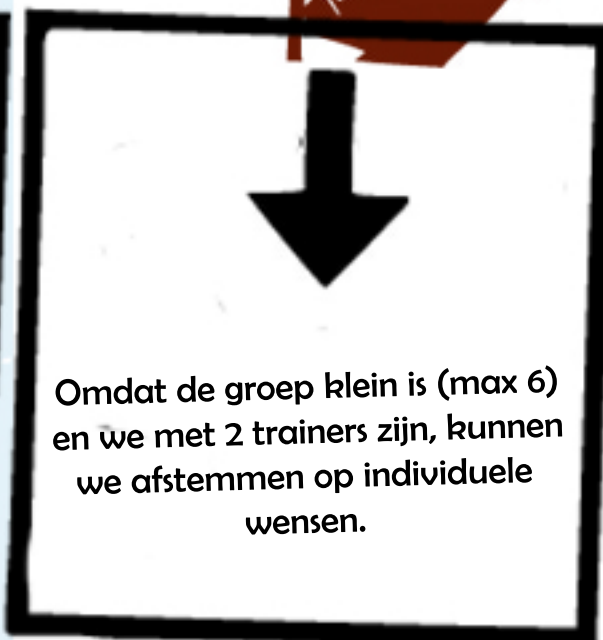 Omdat de groep klein is (max 6)
en we met 2 trainers zijn, kunnen
we afstemmen op individuele
wensen.